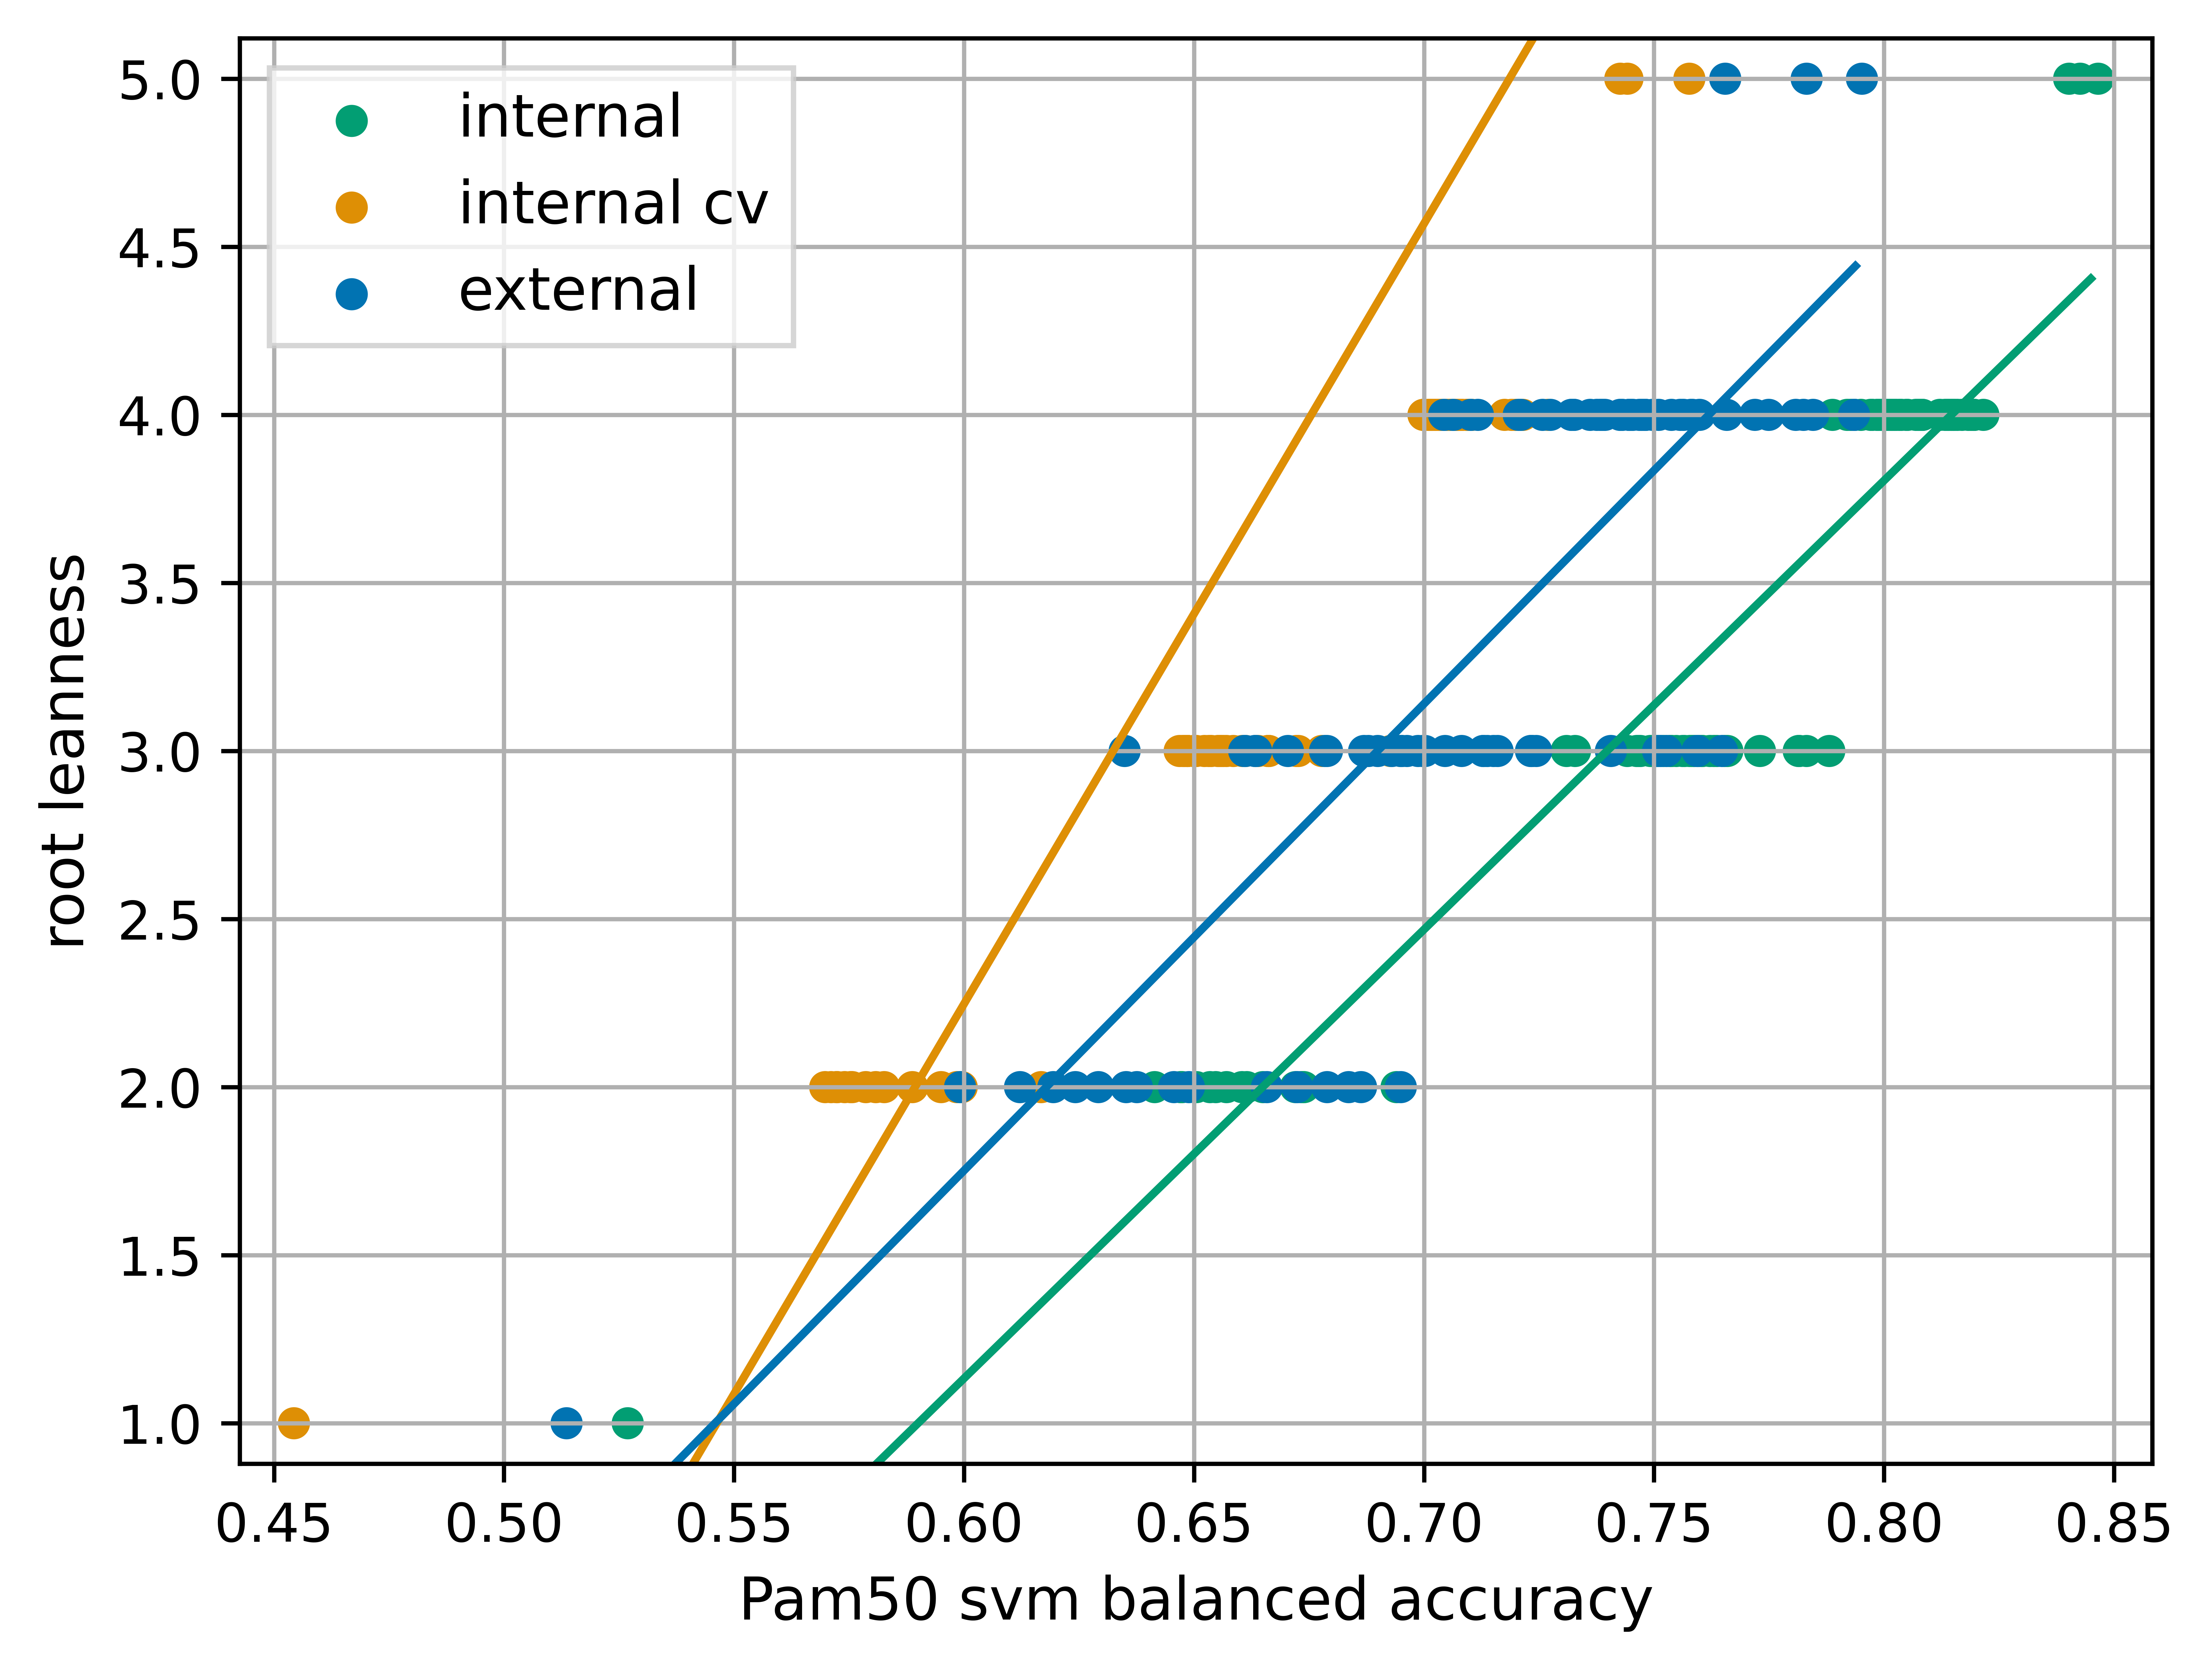 internal
internal cv
external
5.0
4.5
4.0
3.5
3.0
2.5
2.0
1.5
1.0
root leanness
0.45 0.50 0.55 0.60 0.65 0.70 0.75 0.80 0.85
Pam50 svm balanced accuracy